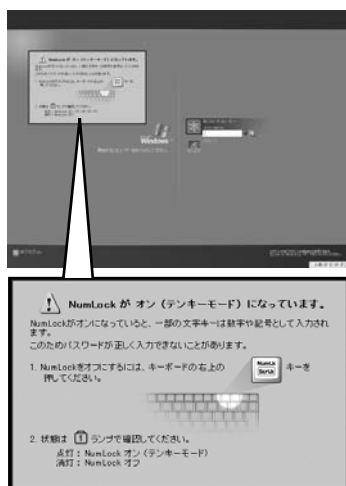 Windows
NumLock が オン (テンキーモード) になっています。
NumLockがオンになっていると、一部の文字キーは数字や記号として入力され
ます。
このためパスワードが正しく入力できないことがあります。
1. NumLockをオフにするには、キーボードの右上の NumLk ScrLk キーを
押してください。
2. 状態は 1 ランプで確認してください。
点灯：NumLock オン (テンキーモード)
消灯：NumLock オフ